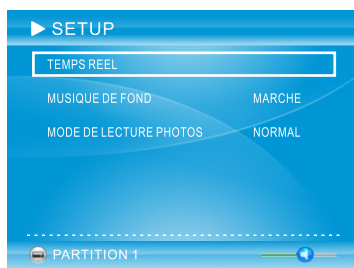 SETUP
TEMPS REEL
MUSIQUE DE FOND MARCHE
MODE DE LECTURE PHOTOS NORMAL
PARTITION 1